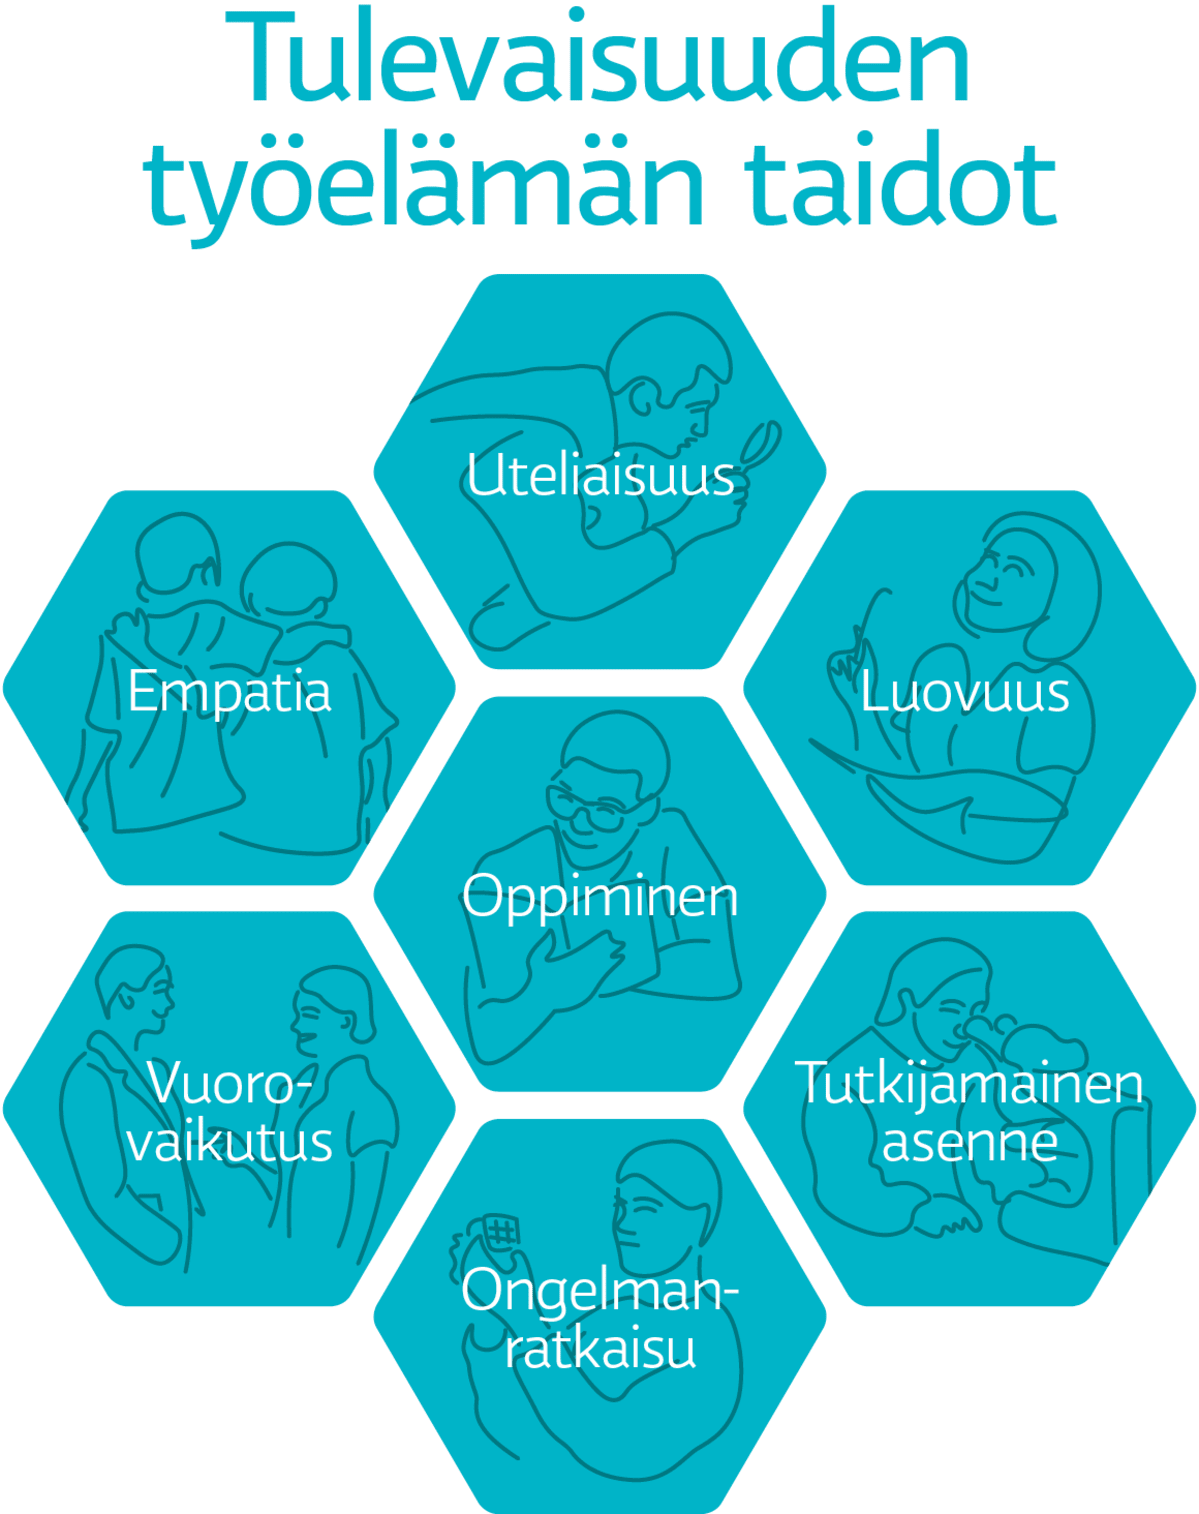 Tulevaisuuden
työelämän taidot
Uteliaisuus
Empatia
Luovuus
Oppiminen
Vuoro-
vaikutus
Tutkijamainen
asenne
Ongelman-
ratkaisu